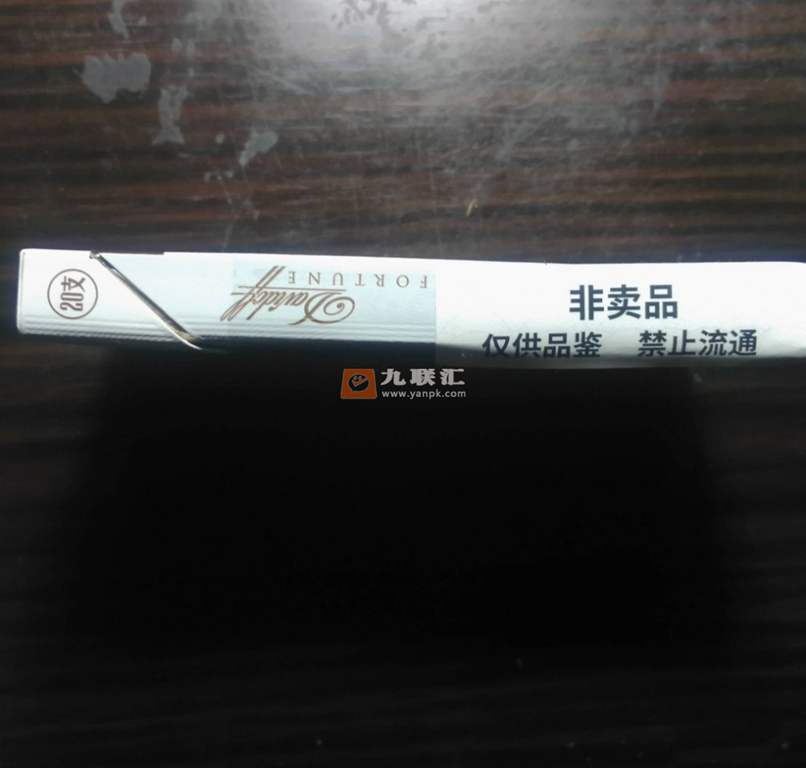 20支
Davidoff
FORTUNE
非卖品
仅供品鉴 禁止流通
九联汇
www.yanpk.com